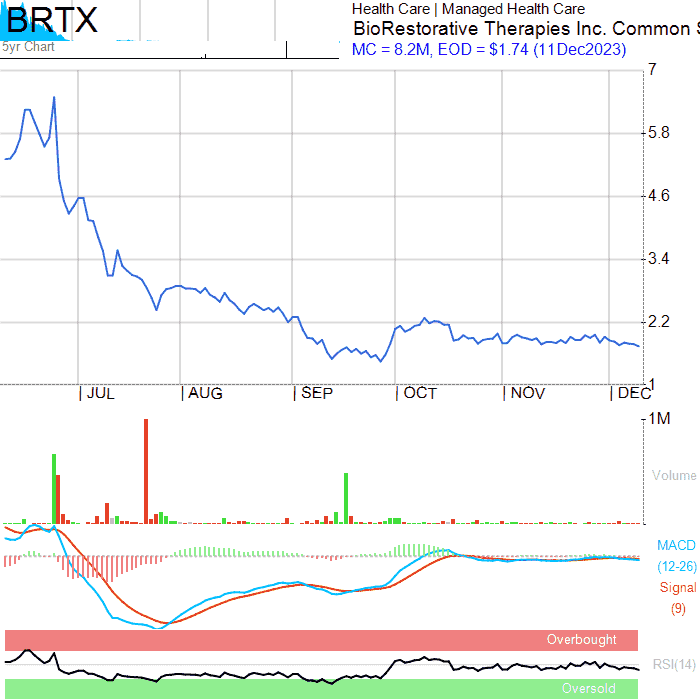 BRTX
5yr Chart
Health Care | Managed Health Care
BioRestorative Therapies Inc. Common S
MC = 8.2M, EOD = $1.74 (11Dec2023)
7
5.8
4.6
3.4
2.2
1
| JUL | AUG | SEP | OCT | NOV | DEC
1M
Volume
MACD
(12-26)
Signal
(9)
Overbought
RSI(14)
Oversold